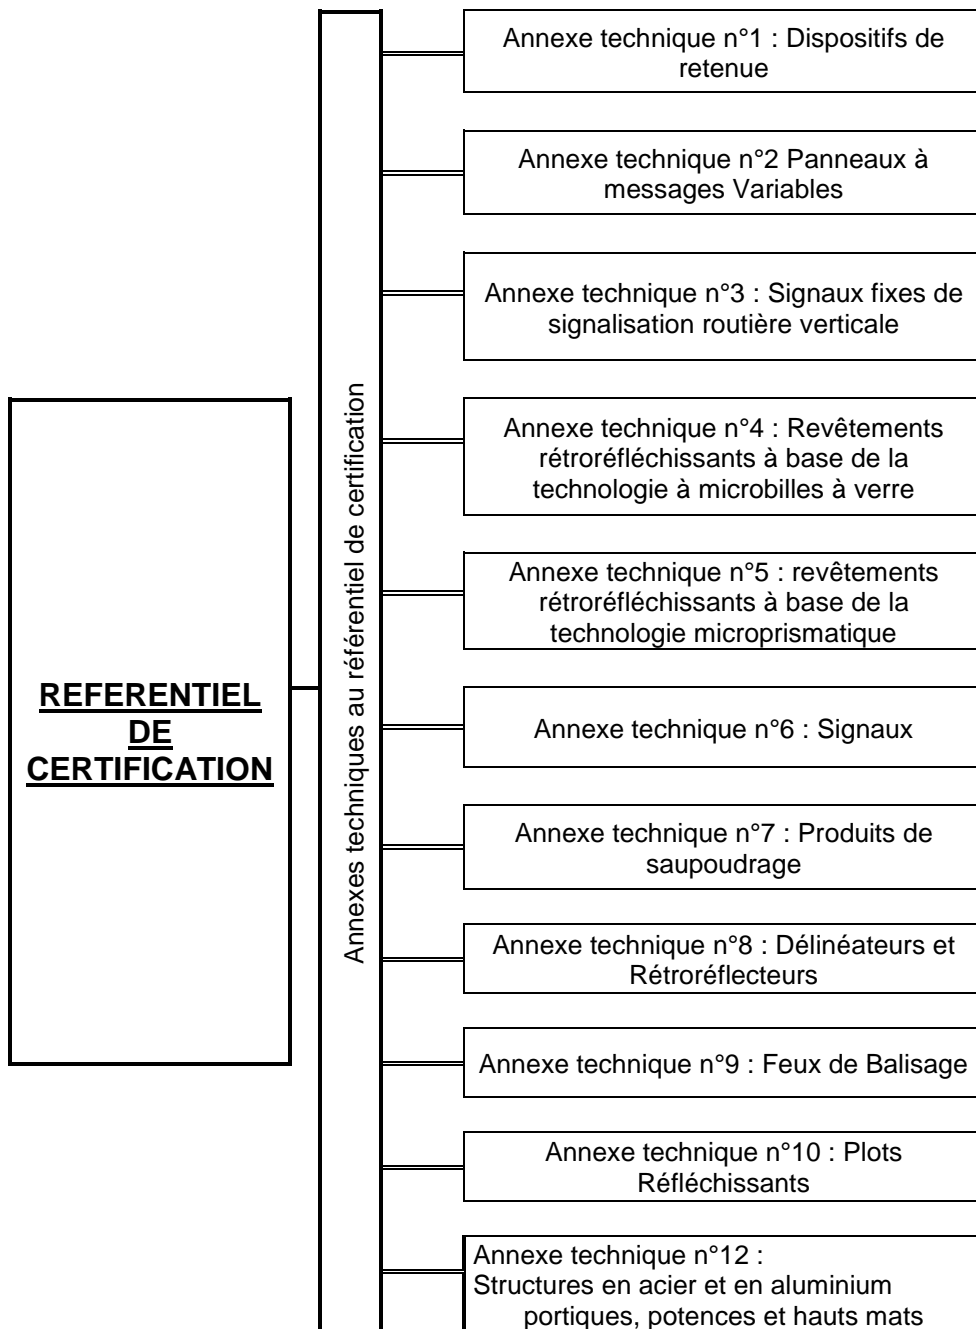 REFERENTIEL
DE
CERTIFICATION
Annexes techniques au référentiel de certification
Annexe technique n°1 : Dispositifs de
retenue
Annexe technique n°2 Panneaux à
messages Variables
Annexe technique n°3 : Signaux fixes de
signalisation routière verticale
Annexe technique n°4 : Revêtements
rétroréfléchissants à base de la
technologie à microbilles à verre
Annexe technique n°5 : revêtements
rétroréfléchissants à base de la
technologie microprismatique
Annexe technique n°6 : Signaux
Annexe technique n°7 : Produits de
saupoudrage
Annexe technique n°8 : Délinéateurs et
Rétroréflecteurs
Annexe technique n°9 : Feux de Balisage
Annexe technique n°10 : Plots
Réfléchissants
Annexe technique n°12 :
Structures en acier et en aluminium
portiques, potences et hauts mats